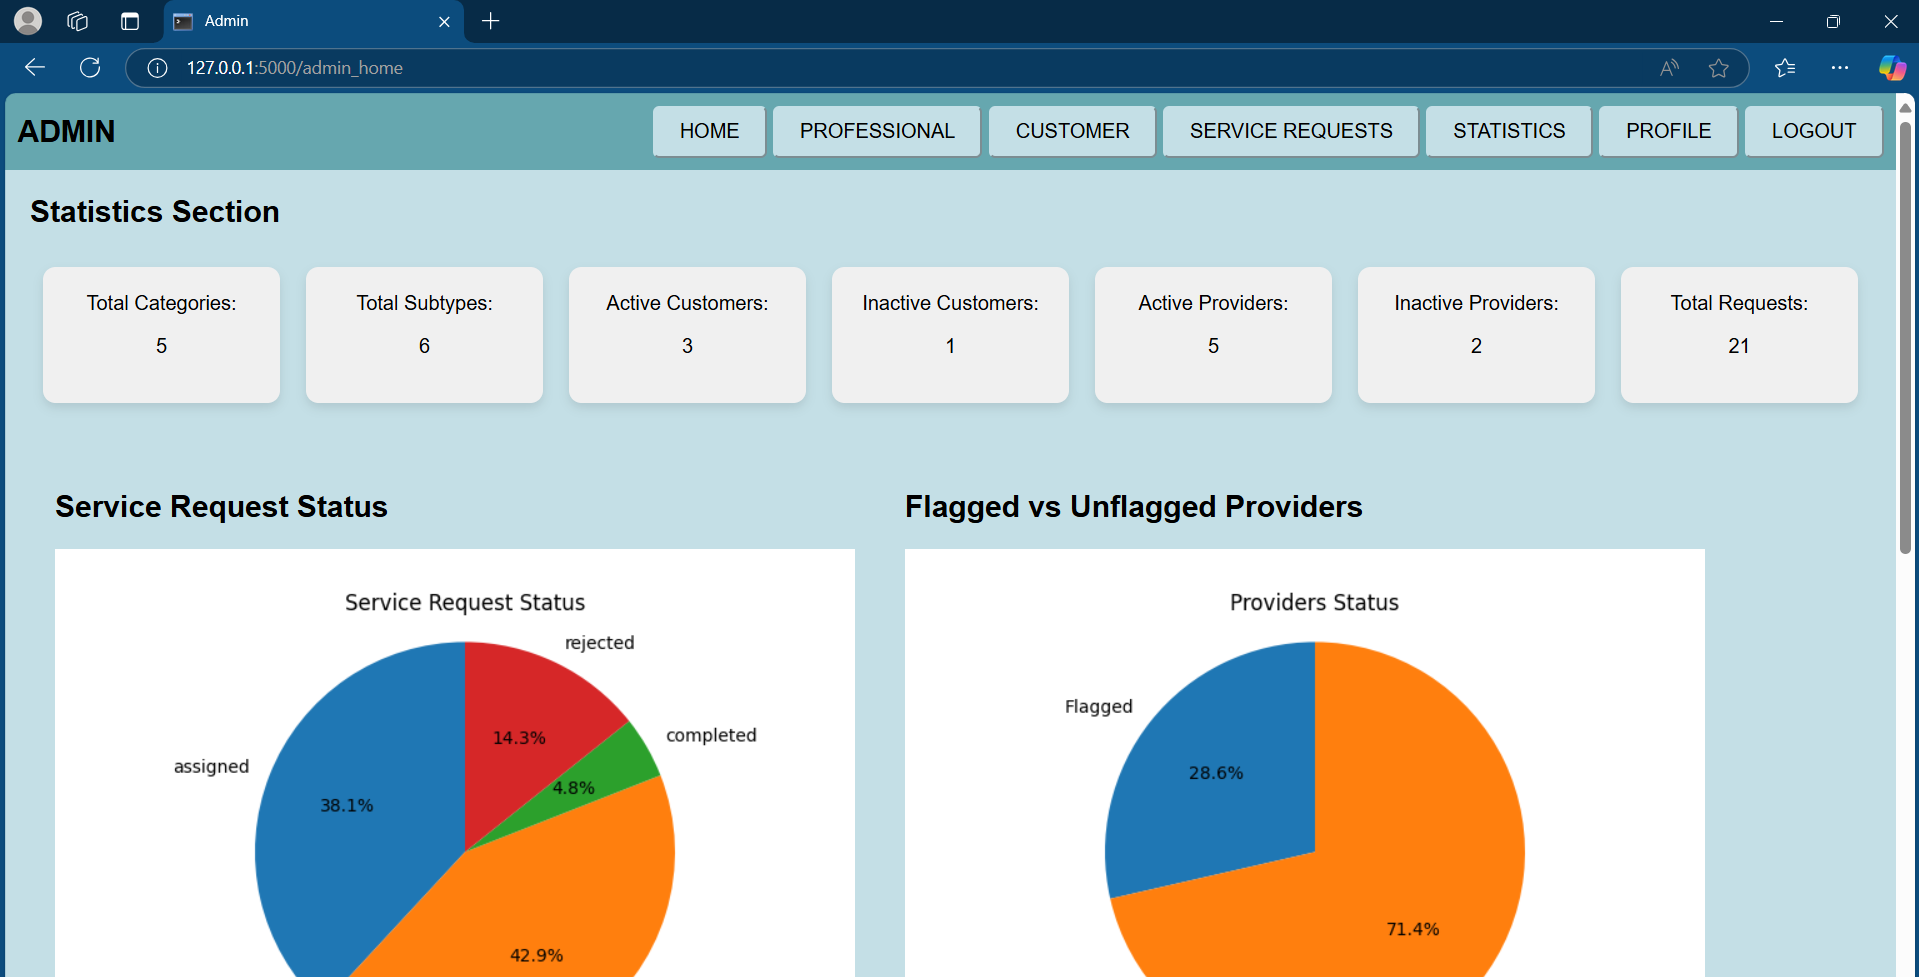 Admin
127.0.0.1:5000/admin_home
ADMIN
HOME
PROFESSIONAL
CUSTOMER
SERVICE REQUESTS
STATISTICS
PROFILE
LOGOUT
Statistics Section
Total Categories:
5
Total Subtypes:
6
Active Customers:
3
Inactive Customers:
1
Active Providers:
5
Inactive Providers:
2
Total Requests:
21
Service Request Status
Service Request Status
rejected
14.3%
completed
4.8%
assigned
38.1%
42.9%
Flagged vs Unflagged Providers
Providers Status
Flagged
28.6%
71.4%